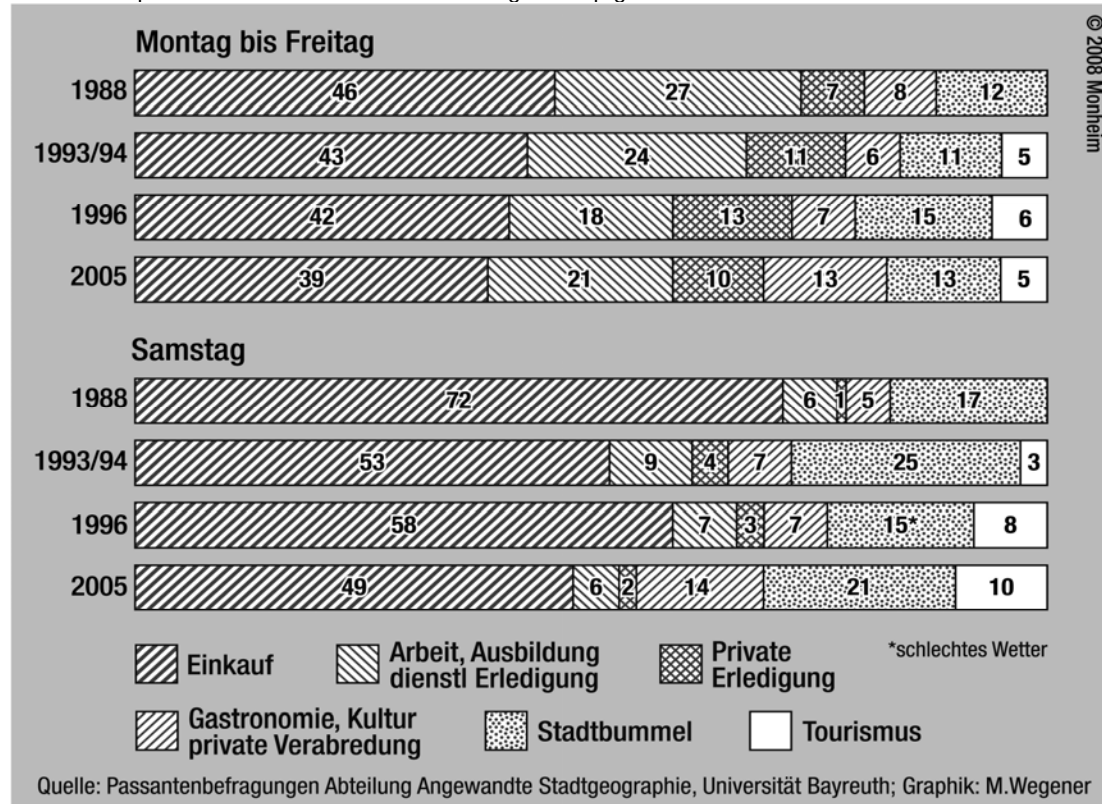 © 2008 Monheim
Montag bis Freitag
1988 46 27 7 8 12
1993/94 43 24 11 6 11 5
1996 42 18 13 7 15 6
2005 39 21 10 13 13 5
Samstag
1988 72 6 1 5 17
1993/94 53 9 4 7 25 3
1996 58 7 3 7 15* 8
2005 49 6 2 14 21 10
Einkauf
Arbeit, Ausbildung
dienstl Erledigung
Private
Erledigung
*schlechtes Wetter
Gastronomie, Kultur
private Verabredung
Stadtbummel
Tourismus
Quelle: Passantenbefragungen Abteilung Angewandte Stadtgeographie, Universität Bayreuth; Graphik: M.Wegener